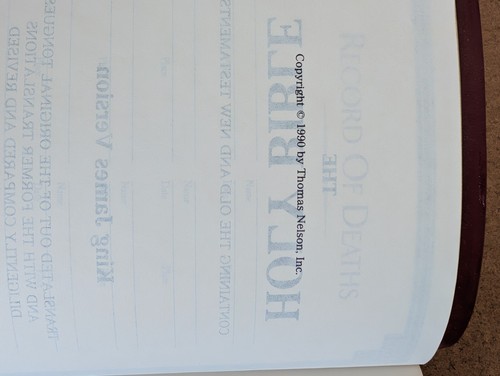 Copyright © 1990 by Thomas Nelson, Inc.
RECORD OF DEATHS
THE
HOLY BIBLE
CONTAINING THE OLD AND NEW TESTAMENTS
King James Version
TRANSLATED OUT OF THE ORIGINAL TONGUES
AND WITH THE FORMER TRANSLATIONS
DILIGENTLY COMPARED AND REVISED